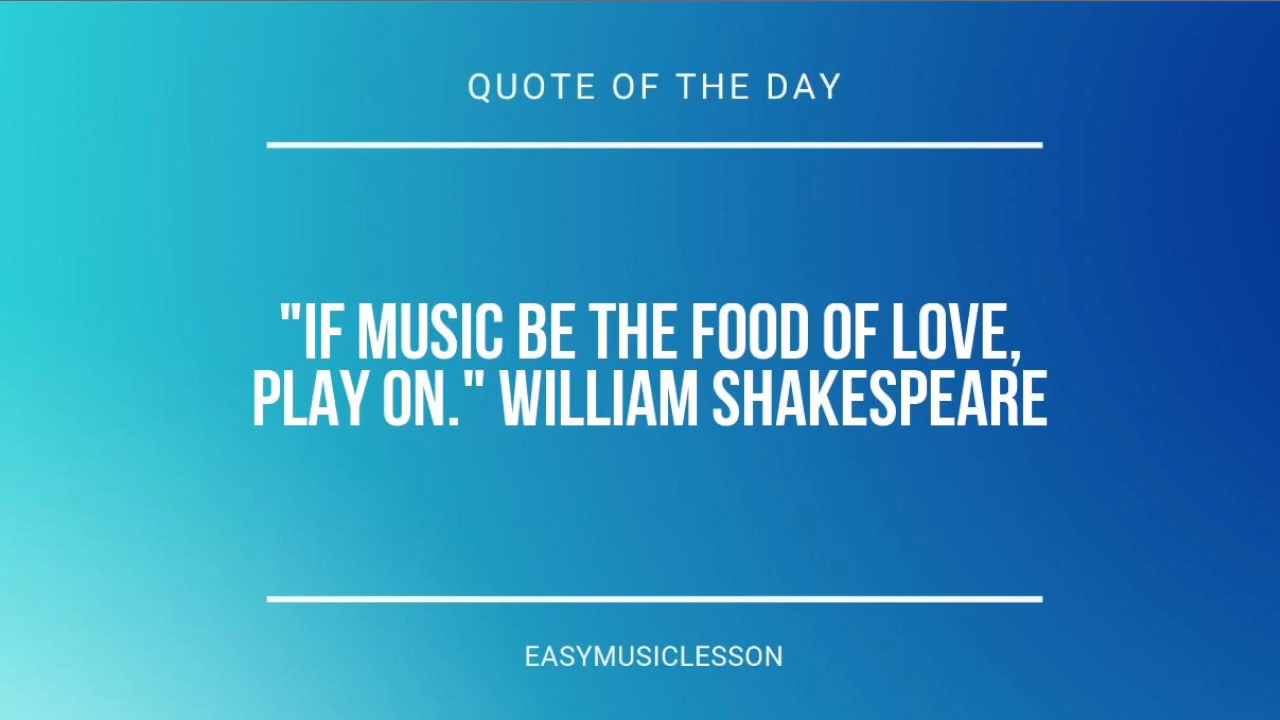 QUOTE OF THE DAY
"IF MUSIC BE THE FOOD OF LOVE,
PLAY ON." WILLIAM SHAKESPEARE
EASYMUSICLESSON